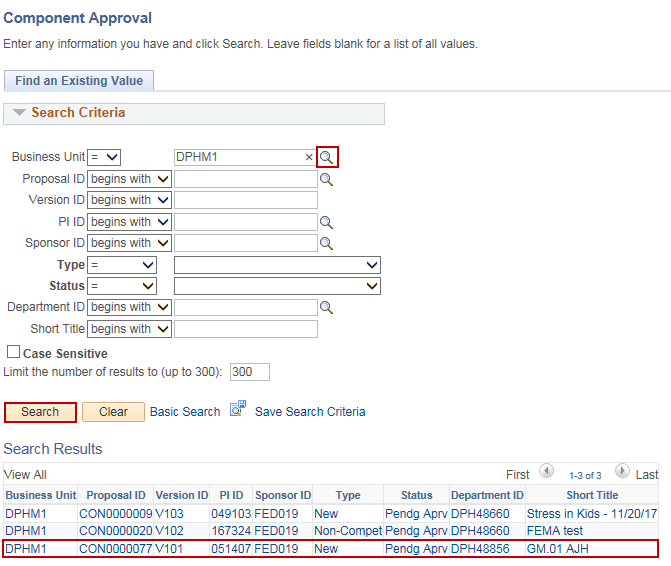 Component Approval
Enter any information you have and click Search. Leave fields blank for a list of all values.
Find an Existing Value
Search Criteria
Business Unit = DPHM1 ×
Proposal ID begins with
Version ID begins with
PI ID begins with
Sponsor ID begins with
Type =
Status =
Department ID begins with
Short Title begins with
Case Sensitive
Limit the number of results to (up to 300): 300
Search Clear Basic Search Save Search Criteria
Search Results
View All First 1-3 of 3 Last
Business Unit Proposal ID Version ID PI ID Sponsor ID Type Status Department ID Short Title
DPHM1 CON0000009 V103 049103 FED019 New Pendg Aprv DPH48660 Stress in Kids - 11/20/17
DPHM1 CON0000020 V102 167324 FED019 Non-Compet Pendg Aprv DPH48660 FEMA test
DPHM1 CON0000077 V101 051407 FED019 New Pendg Aprv DPH48856 GM.01 AJH